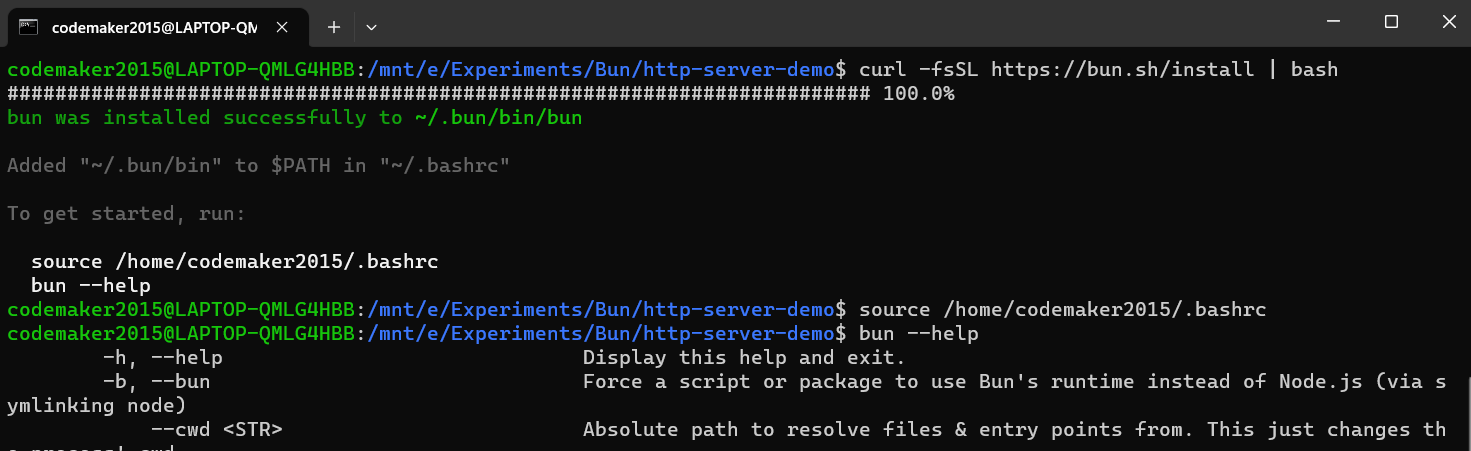 codemaker2015@LAPTOP-QM
codemaker2015@LAPTOP-QMLG4HBB:/mnt/e/Experiments/Bun/http-server-demo$ curl -fsSL https://bun.sh/install | bash
######################################################################## 100.0%
bun was installed successfully to ~/.bun/bin/bun
Added "~/.bun/bin" to $PATH in "~/.bashrc"
To get started, run:
source /home/codemaker2015/.bashrc
bun --help
codemaker2015@LAPTOP-QMLG4HBB:/mnt/e/Experiments/Bun/http-server-demo$ source /home/codemaker2015/.bashrc
codemaker2015@LAPTOP-QMLG4HBB:/mnt/e/Experiments/Bun/http-server-demo$ bun --help
-h, --help Display this help and exit.
-b, --bun Force a script or package to use Bun's runtime instead of Node.js (via s
ymlinking node)
--cwd <STR> Absolute path to resolve files & entry points from. This just changes th
e process' cwd